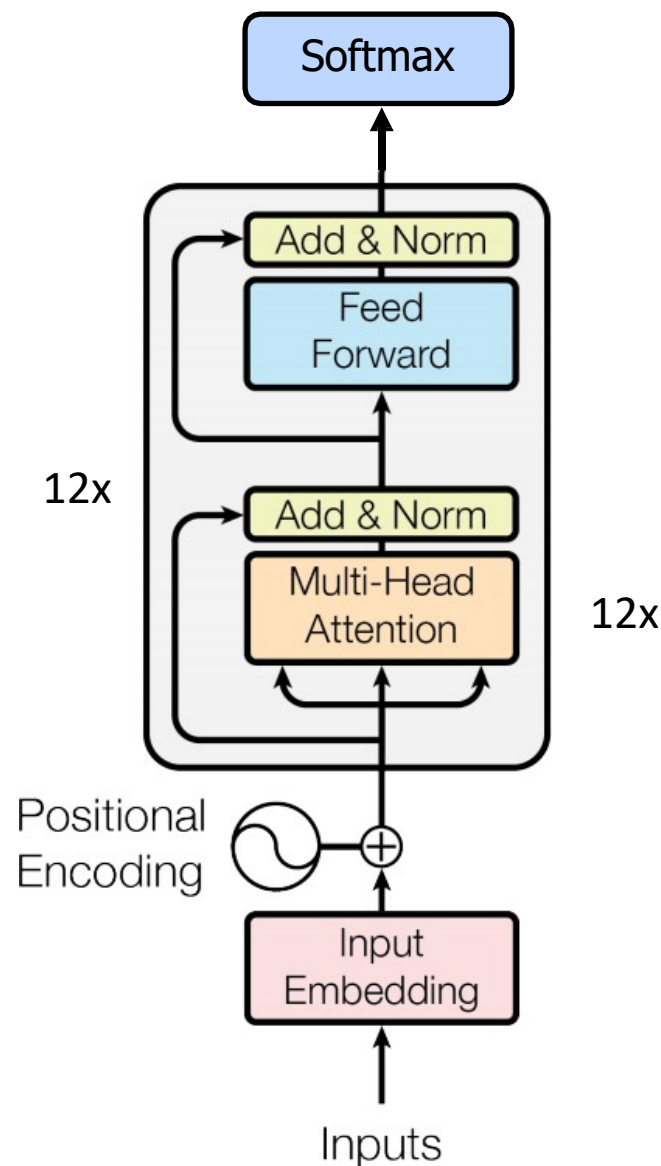 Softmax
Add & Norm
Feed
Forward
12x
Add & Norm
Multi-Head
Attention
12x
Positional
Encoding
Input
Embedding
Inputs